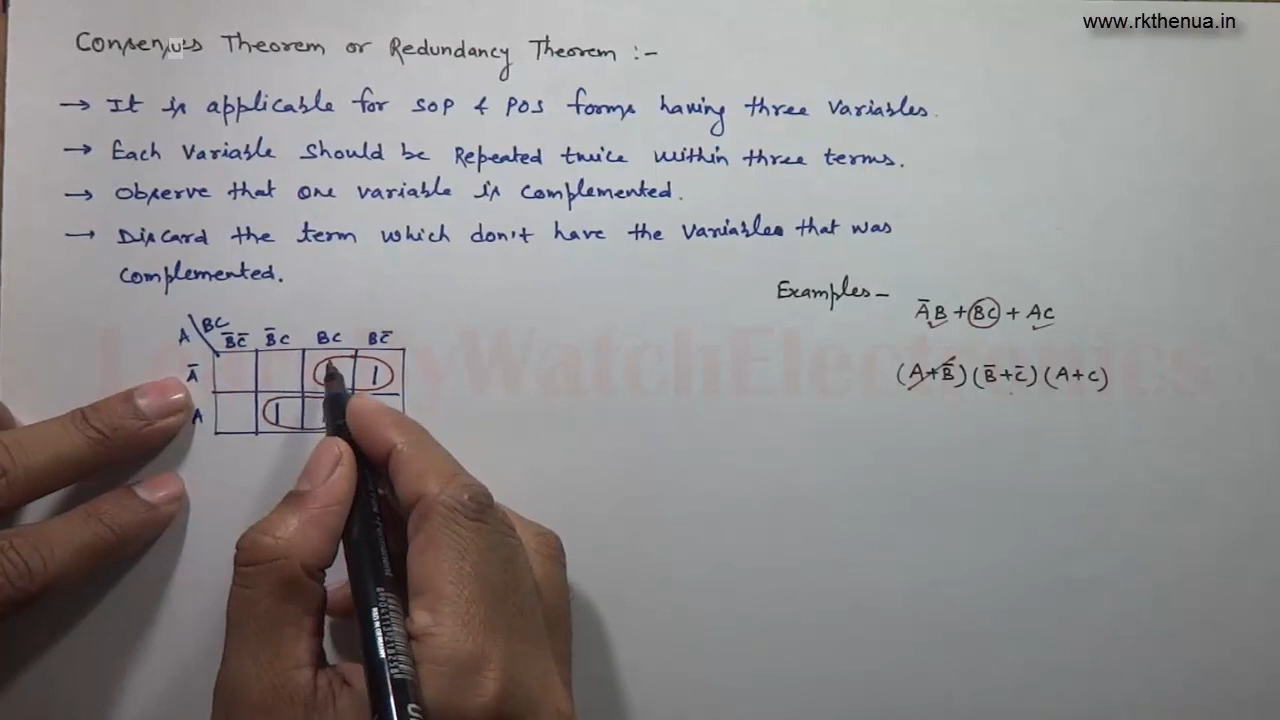 www.rkthenua.in
Consensus Theorem or Redundancy Theorem :-
→ It is applicable for SOP & POS forms having three variables.
→ Each variable should be Repeated twice within three terms.
→ Observe that one variable is complemented.
→ Discard the term which don't have the variables that was
complemented.
Examples -
A̅B + BC + AC
(A+B̅)(B̅+C̅)(A+C)
A \ BC
B̅C̅ B̅C BC BC̅
A̅ 1
A 1